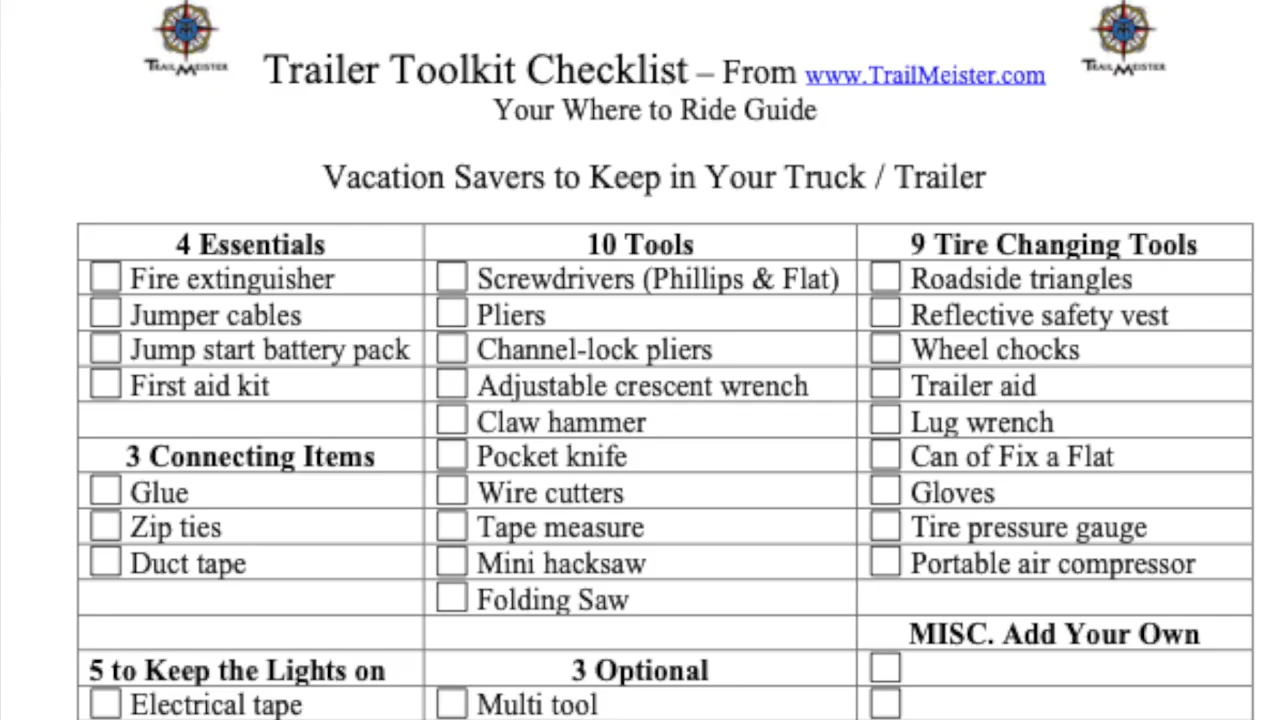 TRAILMEISTER
TRAILMEISTER
Trailer Toolkit Checklist – From www.TrailMeister.com
Your Where to Ride Guide
Vacation Savers to Keep in Your Truck / Trailer
4 Essentials
Fire extinguisher
Jumper cables
Jump start battery pack
First aid kit
3 Connecting Items
Glue
Zip ties
Duct tape
5 to Keep the Lights on
Electrical tape
10 Tools
Screwdrivers (Phillips & Flat)
Pliers
Channel-lock pliers
Adjustable crescent wrench
Claw hammer
Pocket knife
Wire cutters
Tape measure
Mini hacksaw
Folding Saw
3 Optional
Multi tool
9 Tire Changing Tools
Roadside triangles
Reflective safety vest
Wheel chocks
Trailer aid
Lug wrench
Can of Fix a Flat
Gloves
Tire pressure gauge
Portable air compressor
MISC. Add Your Own